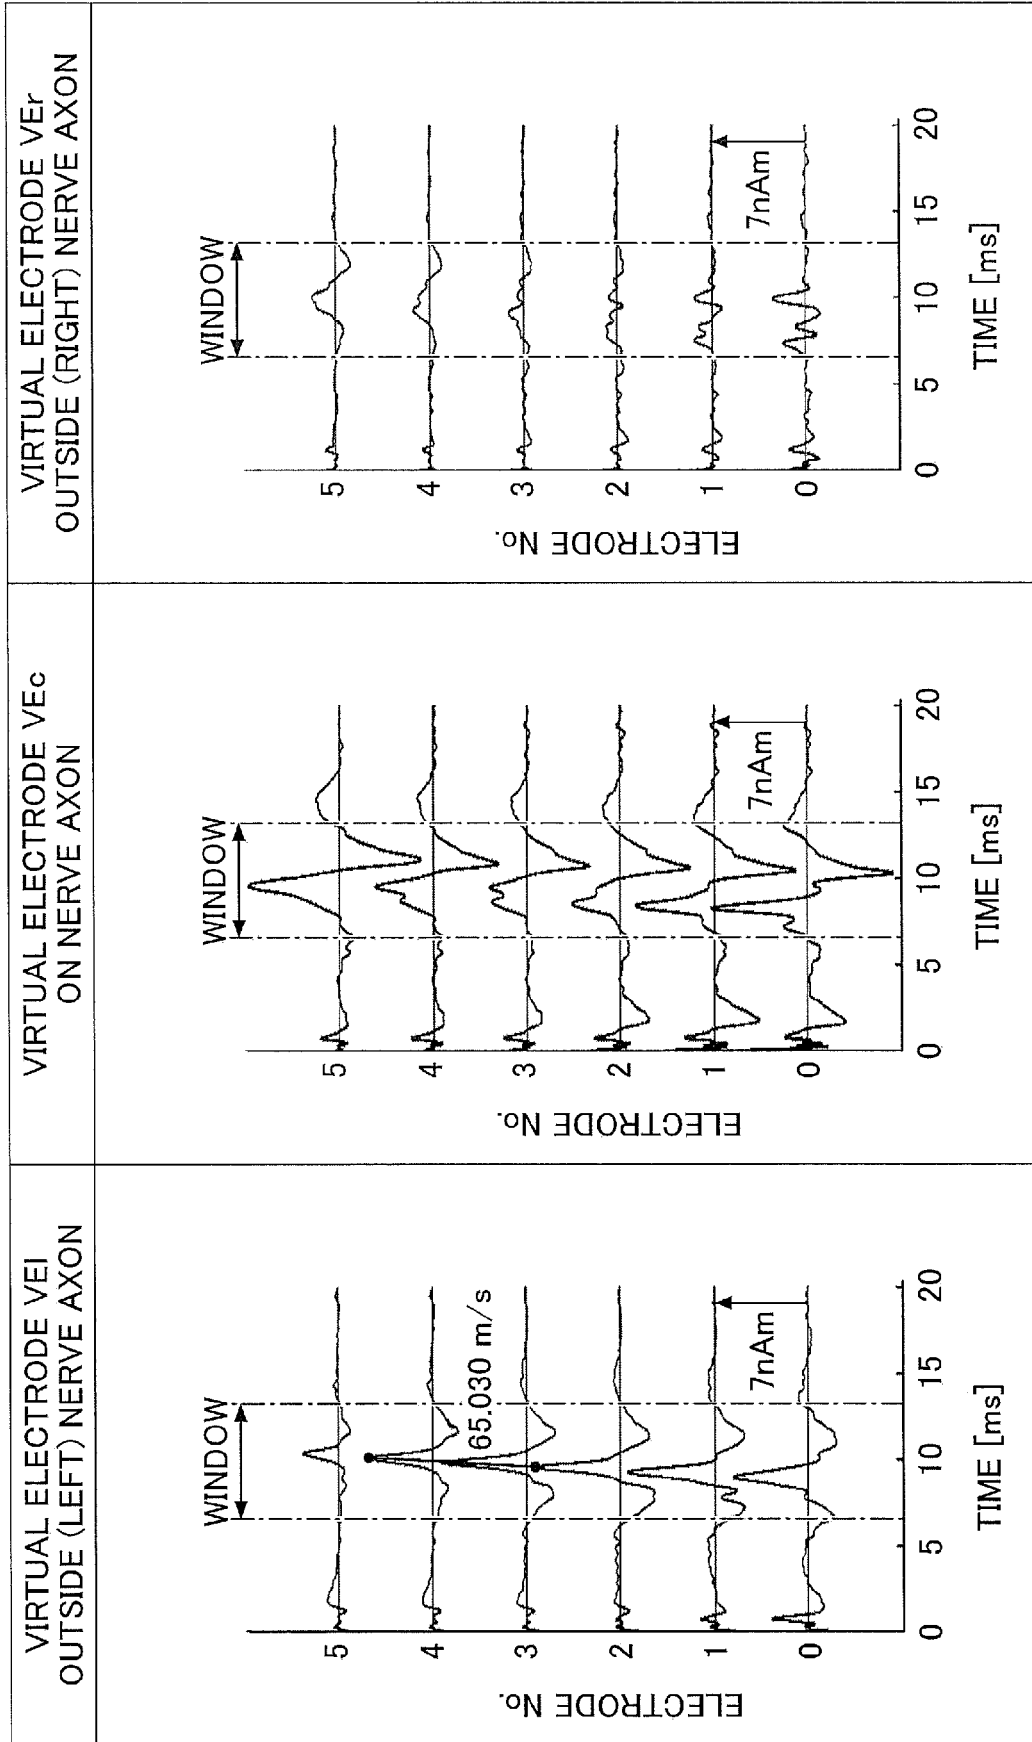 VIRTUAL ELECTRODE VEl
OUTSIDE (LEFT) NERVE AXON
WINDOW
ELECTRODE No.
5
4
3
2
1
0
65.030 m/s
7nAm
0
5
10
15
20
TIME [ms]
VIRTUAL ELECTRODE VEc
ON NERVE AXON
WINDOW
ELECTRODE No.
5
4
3
2
1
0
7nAm
0
5
10
15
20
TIME [ms]
VIRTUAL ELECTRODE VEr
OUTSIDE (RIGHT) NERVE AXON
WINDOW
ELECTRODE No.
5
4
3
2
1
0
7nAm
0
5
10
15
20
TIME [ms]